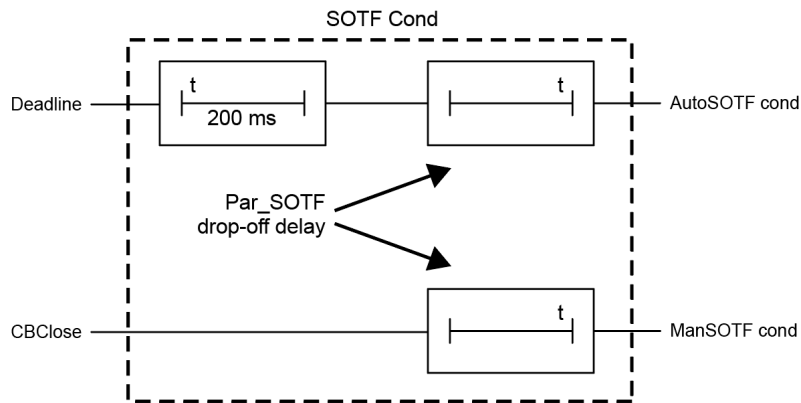 SOTF Cond
t
t
Deadline
200 ms
AutoSOTF cond
Par_SOTF
drop-off delay
t
CBClose
ManSOTF cond